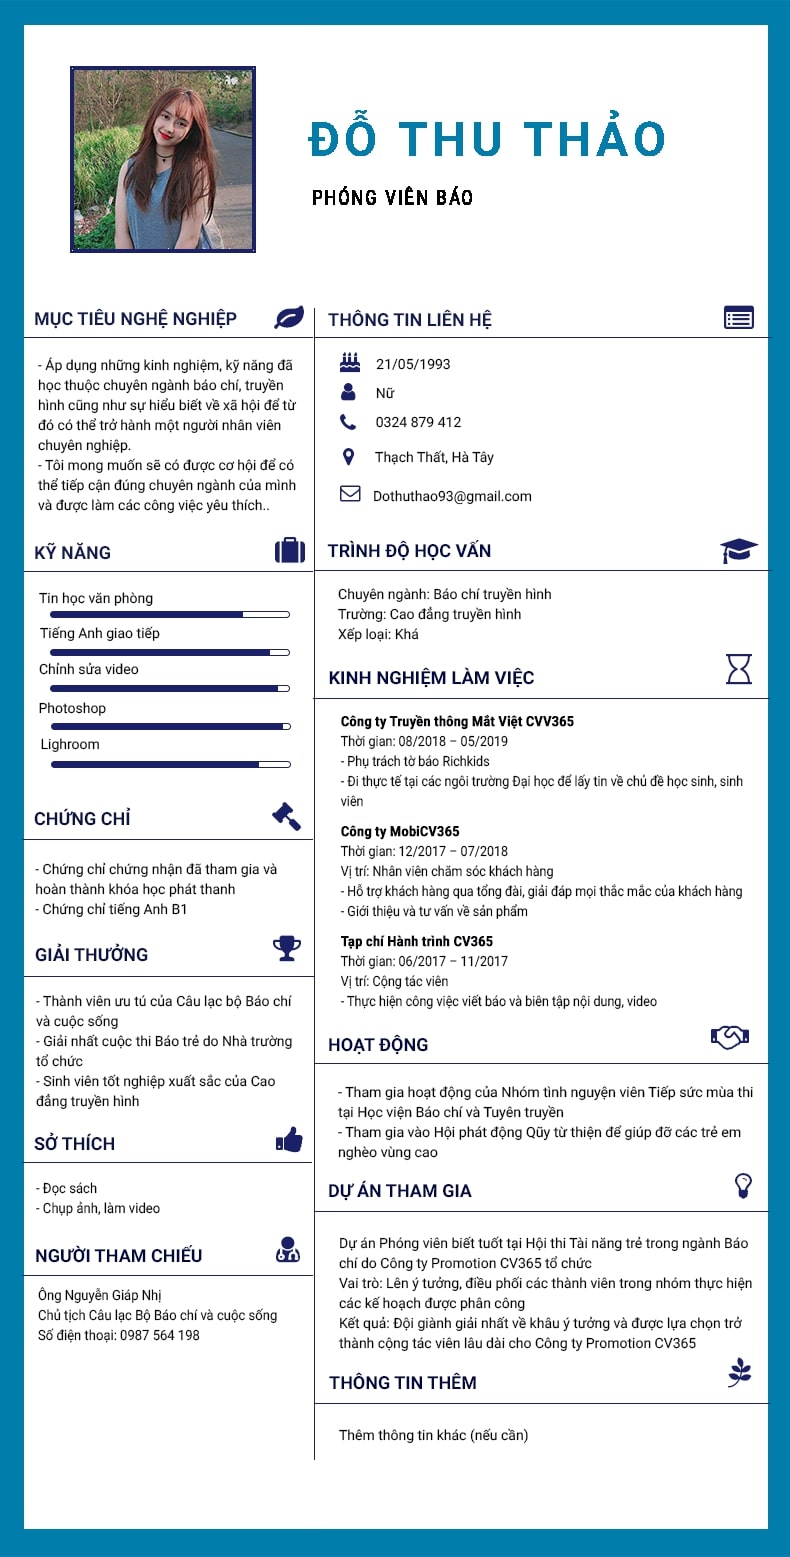 ĐỖ THU THẢO
PHÓNG VIÊN BÁO
MỤC TIÊU NGHỆ NGHIỆP
- Áp dụng những kinh nghiệm, kỹ năng đã
học thuộc chuyên ngành báo chí, truyền
hình cũng như sự hiểu biết về xã hội để từ
đó có thể trở hành một người nhân viên
chuyên nghiệp.
- Tôi mong muốn sẽ có được cơ hội để có
thể tiếp cận đúng chuyên ngành của mình
và được làm các công việc yêu thích..
KỸ NĂNG
Tin học văn phòng
Tiếng Anh giao tiếp
Chỉnh sửa video
Photoshop
Lighroom
CHỨNG CHỈ
- Chứng chỉ chứng nhận đã tham gia và
hoàn thành khóa học phát thanh
- Chứng chỉ tiếng Anh B1
GIẢI THƯỞNG
- Thành viên ưu tú của Câu lạc bộ Báo chí
và cuộc sống
- Giải nhất cuộc thi Báo trẻ do Nhà trường
tổ chức
- Sinh viên tốt nghiệp xuất sắc của Cao
đẳng truyền hình
SỞ THÍCH
- Đọc sách
- Chụp ảnh, làm video
NGƯỜI THAM CHIẾU
Ông Nguyễn Giáp Nhị
Chủ tịch Câu lạc Bộ Báo chí và cuộc sống
Số điện thoại: 0987 564 198
THÔNG TIN LIÊN HỆ
21/05/1993
Nữ
0324 879 412
Thạch Thất, Hà Tây
Dothuthao93@gmail.com
TRÌNH ĐỘ HỌC VẤN
Chuyên ngành: Báo chí truyền hình
Trường: Cao đẳng truyền hình
Xếp loại: Khá
KINH NGHIỆM LÀM VIỆC
Công ty Truyền thông Mắt Việt CVV365
Thời gian: 08/2018 – 05/2019
- Phụ trách tờ báo Richkids
- Đi thực tế tại các ngôi trường Đại học để lấy tin về chủ đề học sinh, sinh
viên
Công ty MobiCV365
Thời gian: 12/2017 – 07/2018
Vị trí: Nhân viên chăm sóc khách hàng
- Hỗ trợ khách hàng qua tổng đài, giải đáp mọi thắc mắc của khách hàng
- Giới thiệu và tư vấn về sản phẩm
Tạp chí Hành trình CV365
Thời gian: 06/2017 – 11/2017
Vị trí: Cộng tác viên
- Thực hiện công việc viết báo và biên tập nội dung, video
HOẠT ĐỘNG
- Tham gia hoạt động của Nhóm tình nguyện viên Tiếp sức mùa thi
tại Học viện Báo chí và Tuyên truyền
- Tham gia vào Hội phát động Qũy từ thiện để giúp đỡ các trẻ em
nghèo vùng cao
DỰ ÁN THAM GIA
Dự án Phóng viên biết tuốt tại Hội thi Tài năng trẻ trong ngành Báo
chí do Công ty Promotion CV365 tổ chức
Vai trò: Lên ý tưởng, điều phối các thành viên trong nhóm thực hiện
các kế hoạch được phân công
Kết quả: Đội giành giải nhất về khâu ý tưởng và được lựa chọn trở
thành cộng tác viên lâu dài cho Công ty Promotion CV365
THÔNG TIN THÊM
Thêm thông tin khác (nếu cần)